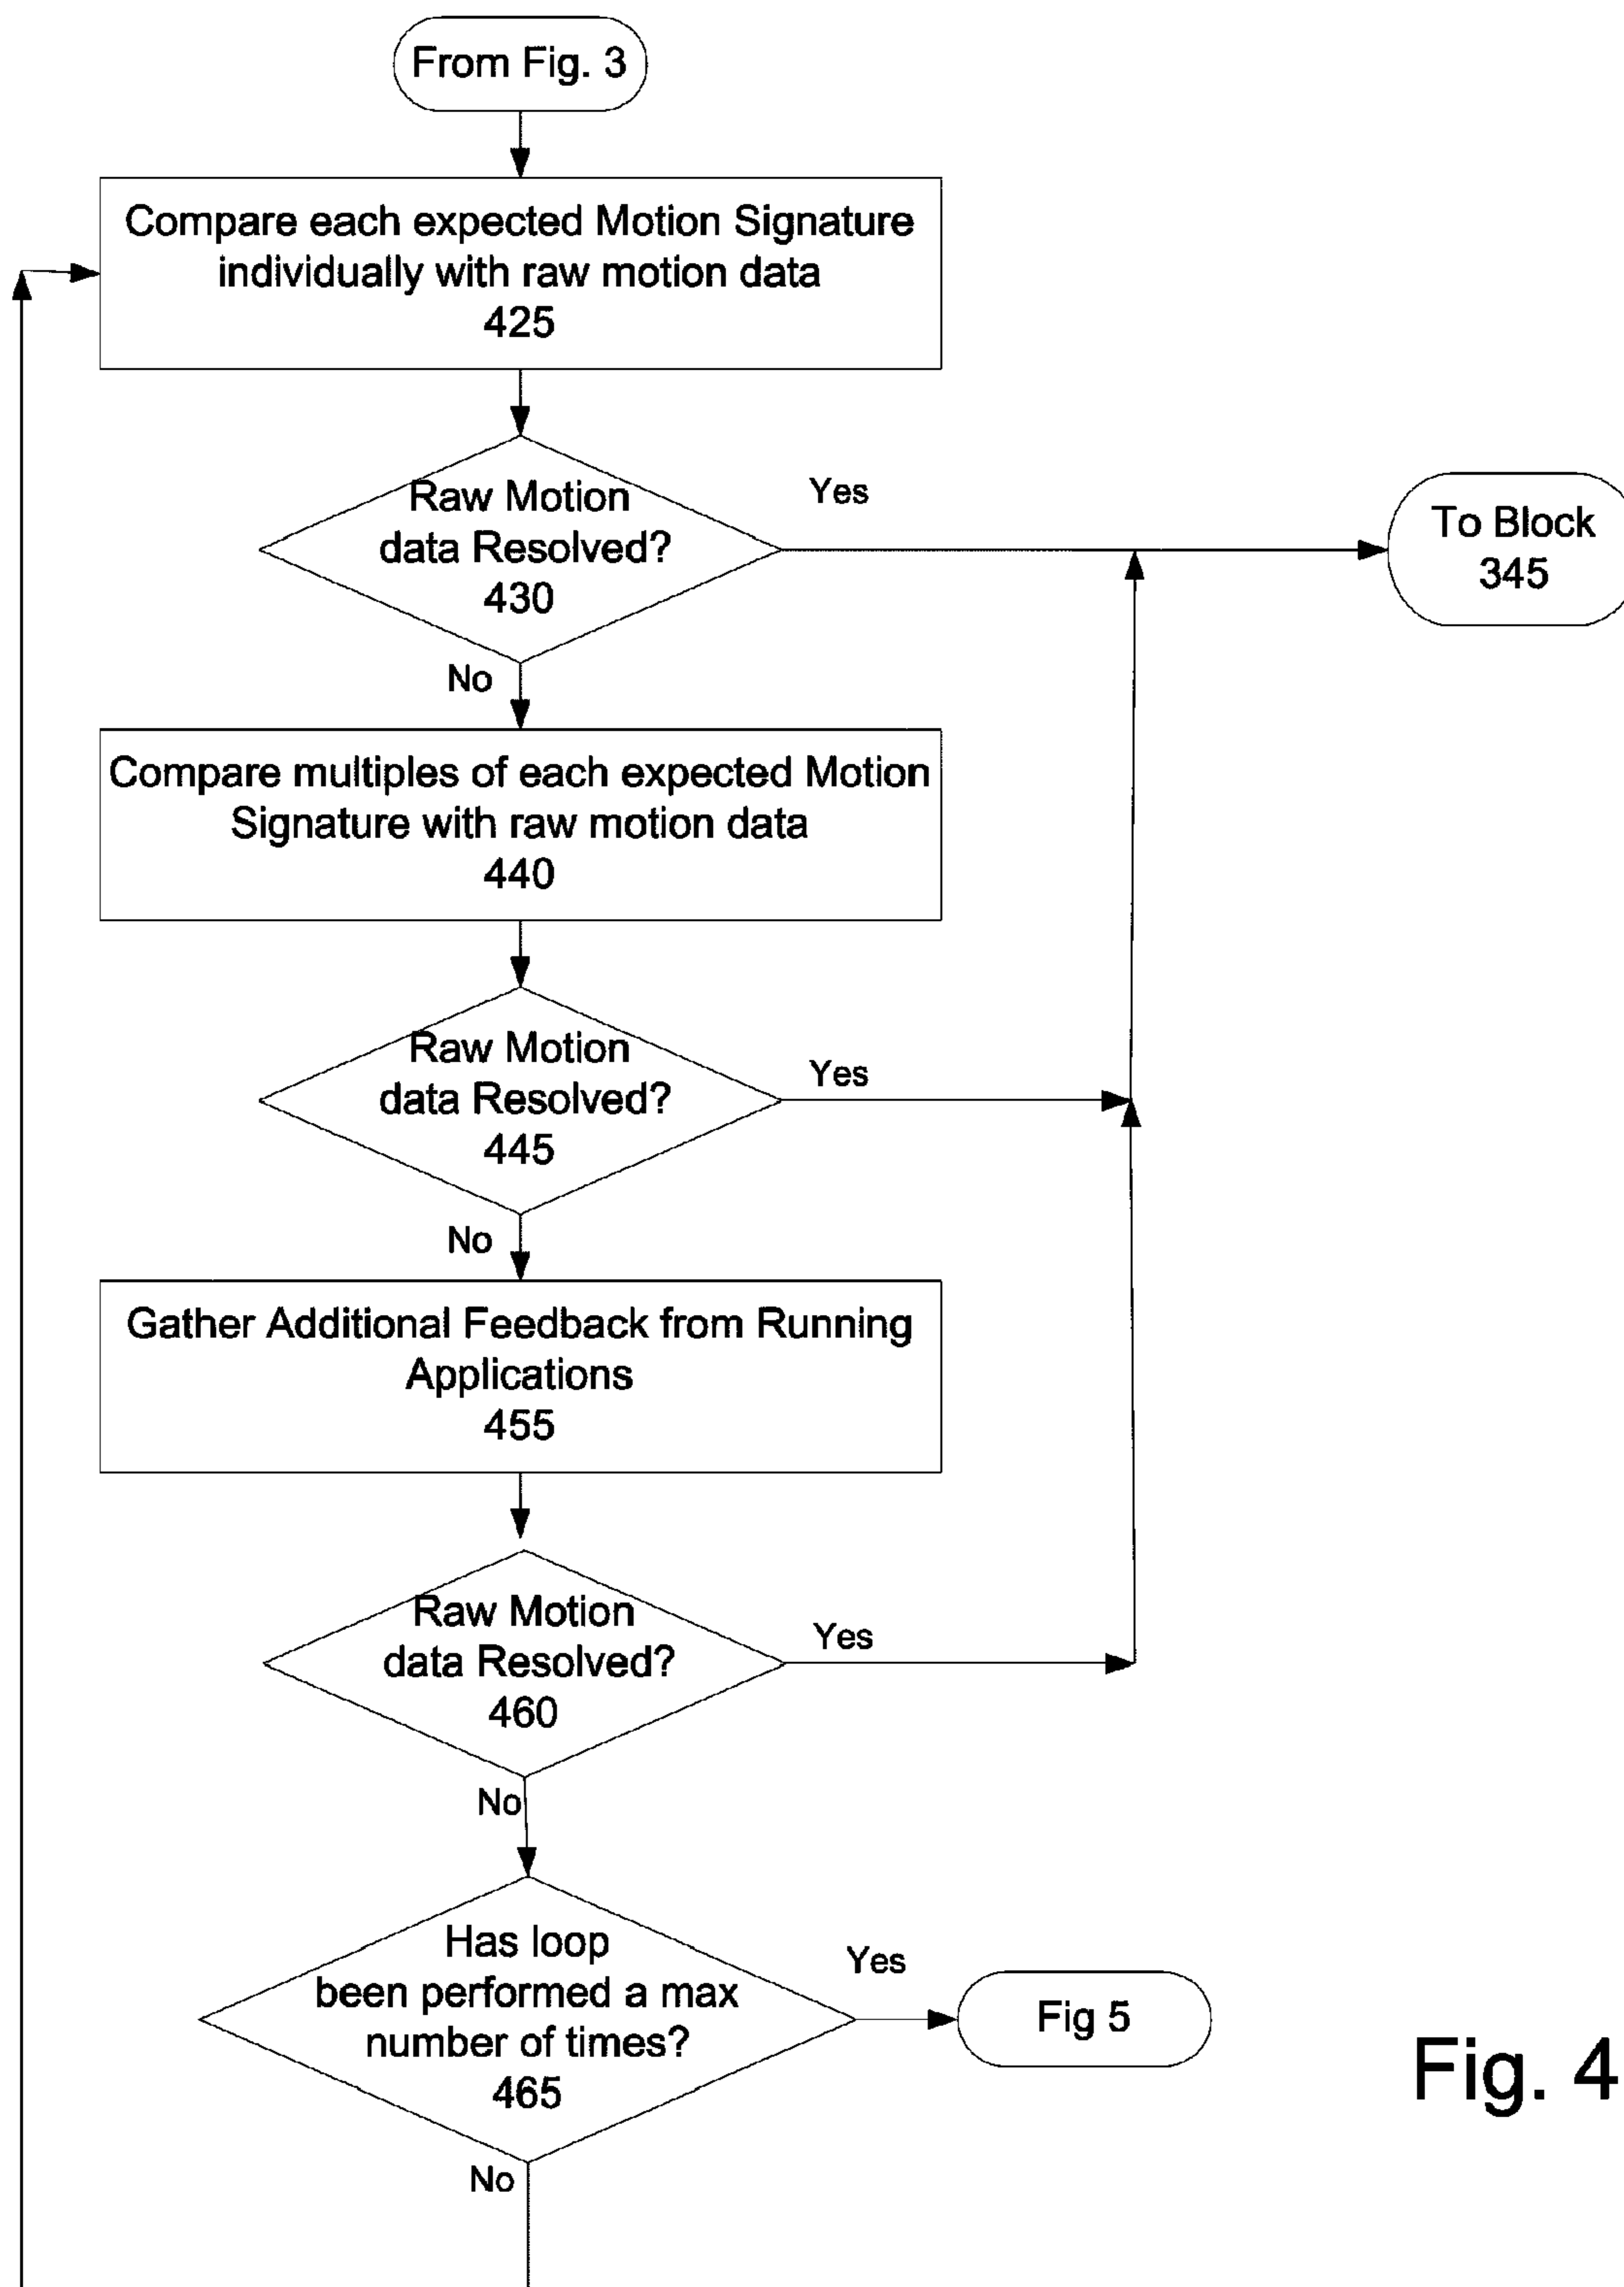 From Fig. 3
Compare each expected Motion Signature
individually with raw motion data
425
Raw Motion
data Resolved?
430
Yes
To Block
345
No
Compare multiples of each expected Motion
Signature with raw motion data
440
Raw Motion
data Resolved?
445
Yes
No
Gather Additional Feedback from Running
Applications
455
Raw Motion
data Resolved?
460
Yes
No
Has loop
been performed a max
number of times?
465
Yes
Fig 5
No
Fig. 4